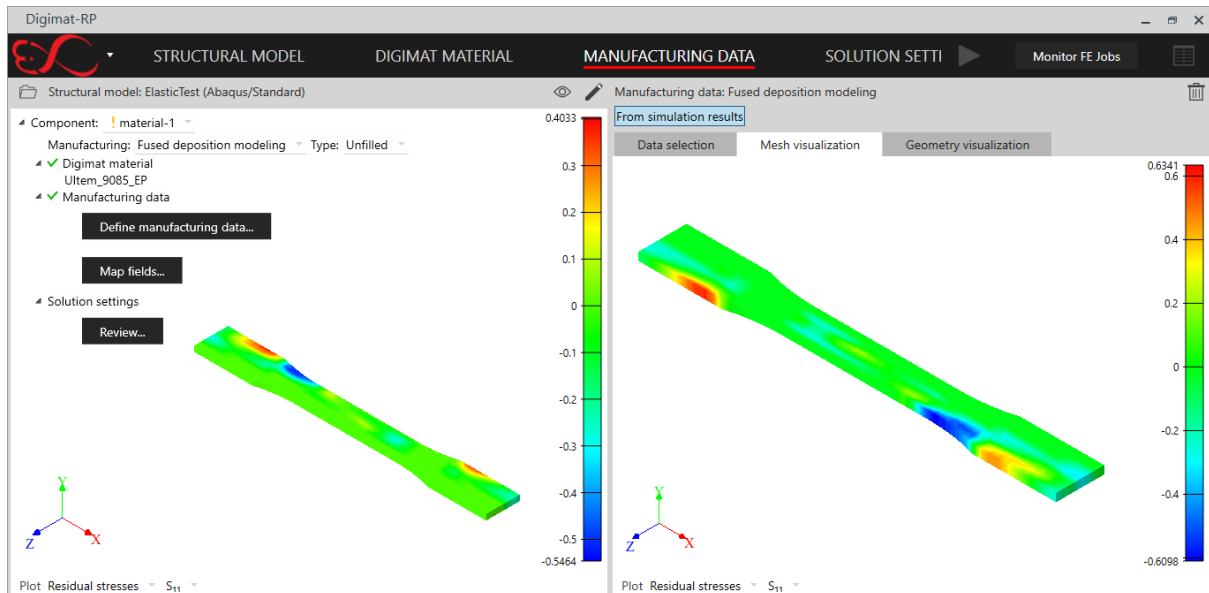 Digimat-RP
STRUCTURAL MODEL DIGIMAT MATERIAL MANUFACTURING DATA SOLUTION SETTI Monitor FE Jobs
Structural model: ElasticTest (Abaqus/Standard)
Component: ! material-1
Manufacturing: Fused deposition modeling Type: Unfilled
Digimat material
Ultem_9085_EP
Manufacturing data
Define manufacturing data...
Map fields...
Solution settings
Review...
0.4033
0.3
0.2
0.1
0
-0.1
-0.2
-0.3
-0.4
-0.5
-0.5464
Y
Z
X
Plot Residual stresses S11
Manufacturing data: Fused deposition modeling
From simulation results
Data selection Mesh visualization Geometry visualization
0.6341
0.6
0.4
0.2
0
-0.2
-0.4
-0.6098
Y
Z
X
Plot Residual stresses S11